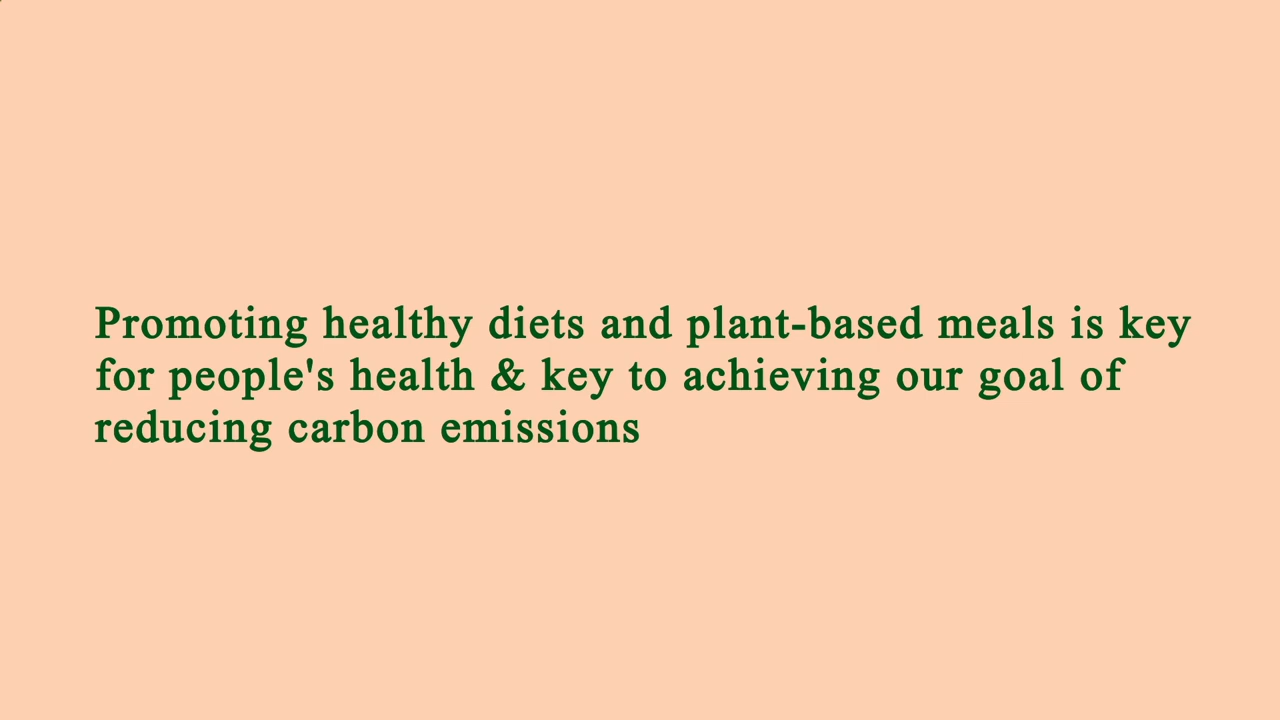 Promoting healthy diets and plant-based meals is key
for people's health & key to achieving our goal of
reducing carbon emissions